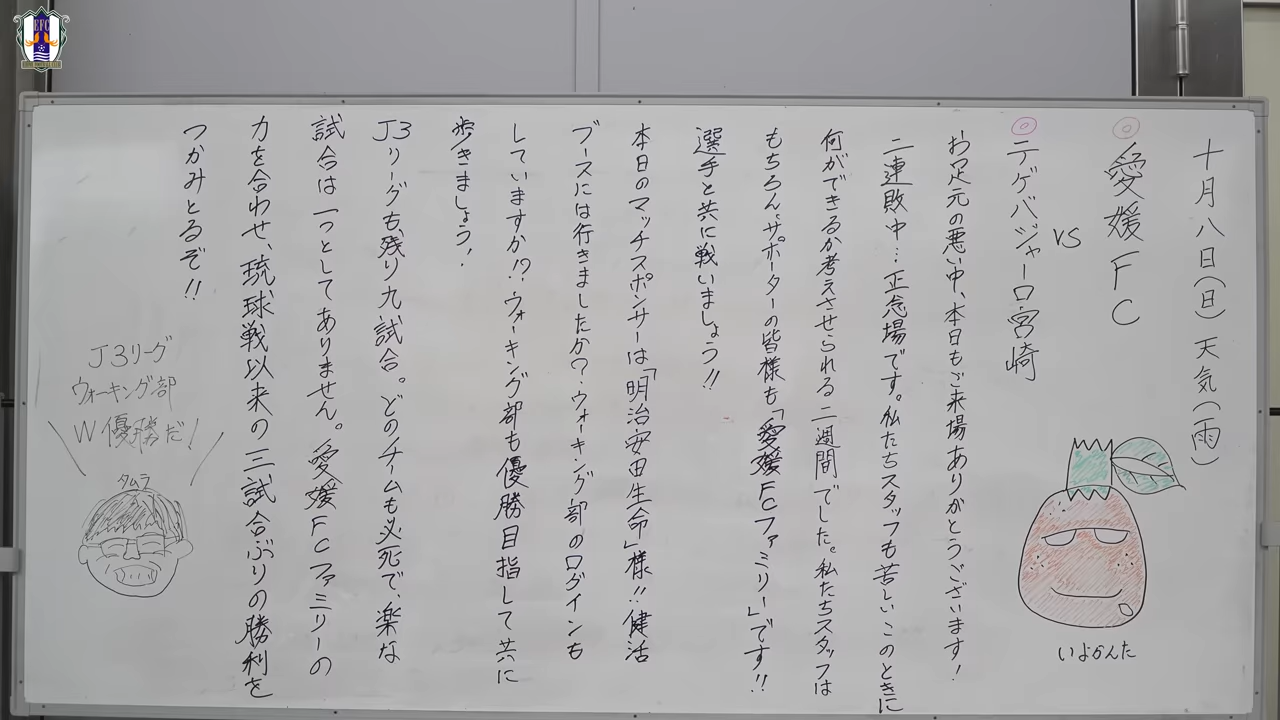 十月八日(日) 天気(雨)
◎愛媛FC
VS
◎テゲバジャーロ宮崎
お足元の悪い中、本日もご来場ありがとうございます!
二連敗中…正念場です。私たちスタッフも苦しいこのときに
何ができるか考えさせられる二週間でした。私たちスタッフは
もちろん、サポーターの皆様も「愛媛FCファミリー」です!!
選手と共に戦いましょう!!
本日のマッチスポンサーは「明治安田生命」様!!健活
ブースには行きましたか?ウォーキング部のログインも
していますか!?ウォーキング部も優勝目指して共に
歩きましょう!
J3リーグも、残り九試合。どのチームも必死で、楽な
試合は一つとしてありません。愛媛FCファミリーの
力を合わせ、琉球戦以来の三試合ぶりの勝利を
つかみとるぞ!!
いよかんた
J3リーグ
ウォーキング部
W優勝だ!
タムラ
EFC